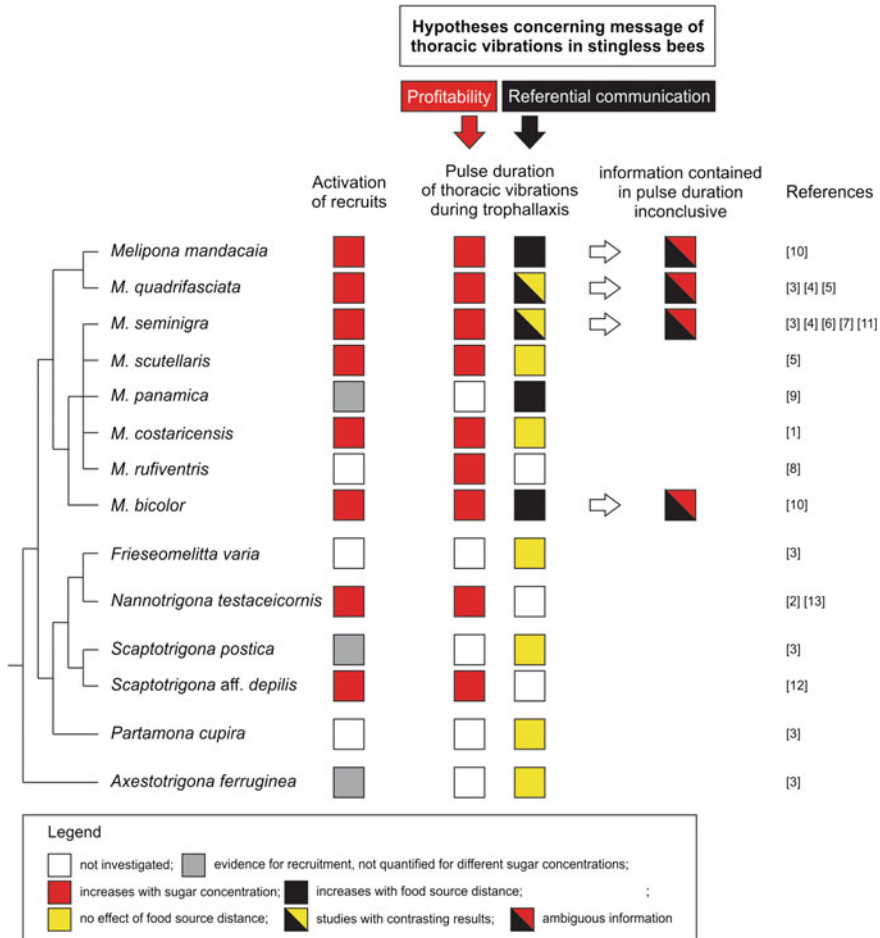 Hypotheses concerning message of
thoracic vibrations in stingless bees
Profitability
Referential communication
Activation
of recruits
Pulse duration
of thoracic vibrations
during trophallaxis
information contained
in pulse duration
inconclusive
References
Melipona mandacaia [10]
M. quadrifasciata [3] [4] [5]
M. seminigra [3] [4] [6] [7] [11]
M. scutellaris [5]
M. panamica [9]
M. costaricensis [1]
M. rufiventris [8]
M. bicolor [10]
Frieseomelitta varia [3]
Nannotrigona testaceicornis [2] [13]
Scaptotrigona postica [3]
Scaptotrigona aff. depilis [12]
Partamona cupira [3]
Axestotrigona ferruginea [3]
Legend
not investigated; evidence for recruitment, not quantified for different sugar concentrations;
increases with sugar concentration; increases with food source distance; ;
no effect of food source distance; studies with contrasting results; ambiguous information